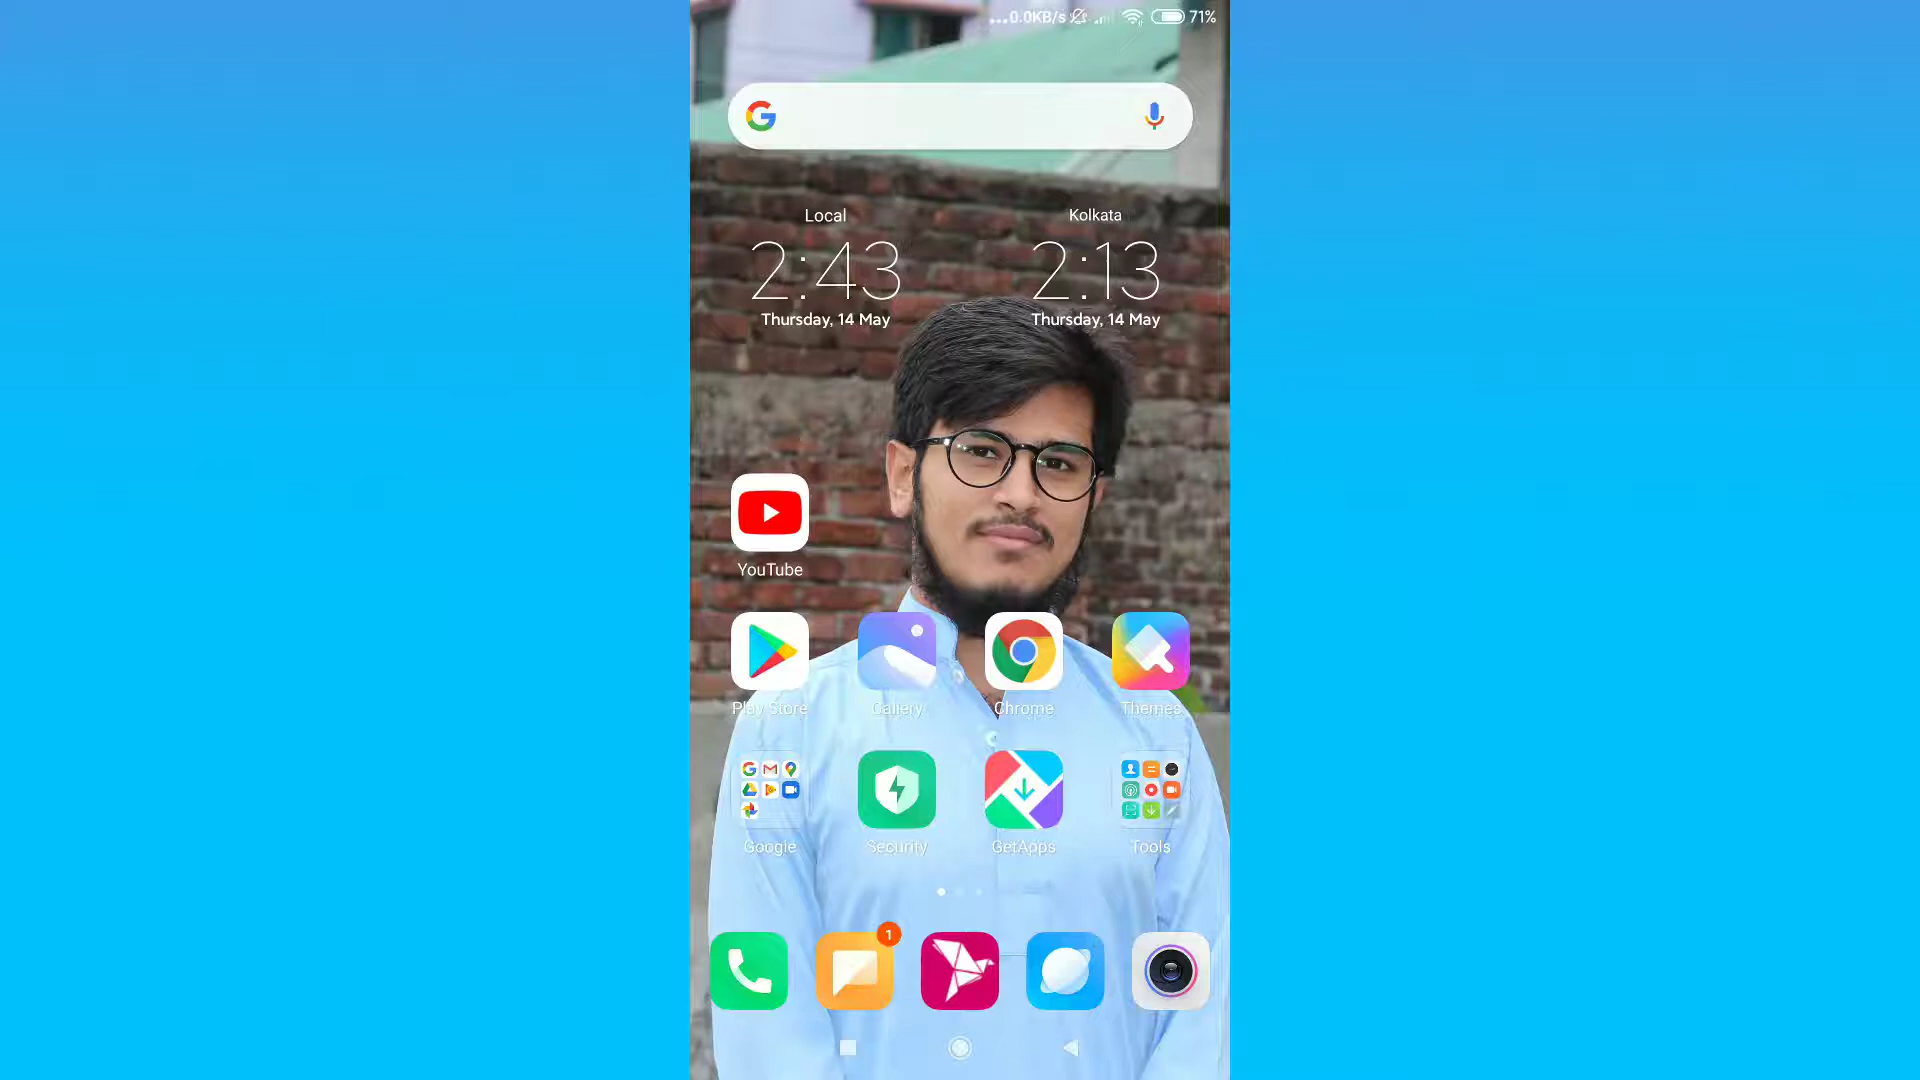 ...0.0KB/s 71%
Local Kolkata
2:43 2:13
Thursday, 14 May Thursday, 14 May
YouTube
Play Store Gallery Chrome Themes
Google Security GetApps Tools
1